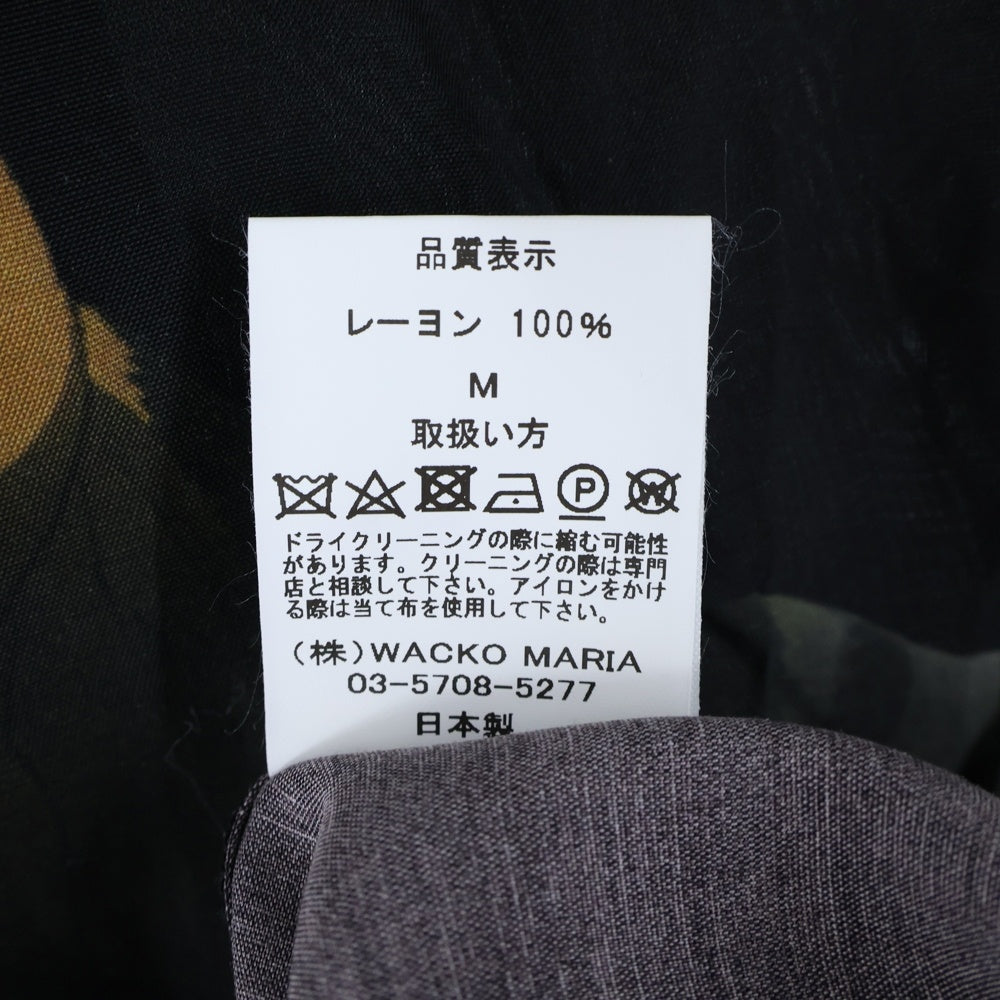 品質表示
レーヨン 100%
M
取扱い方
P W
ドライクリーニングの際に縮む可能性
があります。クリーニングの際は専門
店と相談して下さい。アイロンをかけ
る際は当て布を使用して下さい。
(株)WACKO MARIA
03-5708-5277
日本製